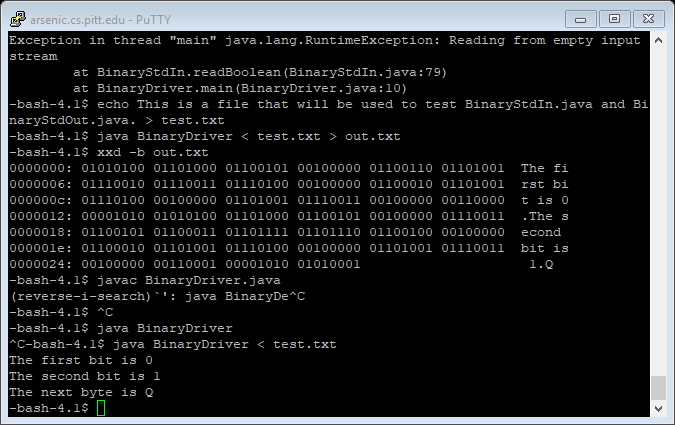 arsenic.cs.pitt.edu - PuTTY
Exception in thread "main" java.lang.RuntimeException: Reading from empty input
stream
        at BinaryStdIn.readBoolean(BinaryStdIn.java:79)
        at BinaryDriver.main(BinaryDriver.java:10)
-bash-4.1$ echo This is a file that will be used to test BinaryStdIn.java and Bi
naryStdOut.java. > test.txt
-bash-4.1$ java BinaryDriver < test.txt > out.txt
-bash-4.1$ xxd -b out.txt
0000000: 01010100 01101000 01100101 00100000 01100110 01101001  The fi
0000006: 01110010 01110011 01110100 00100000 01100010 01101001  rst bi
000000c: 01110100 00100000 01101001 01110011 00100000 00110000  t is 0
0000012: 00001010 01010100 01101000 01100101 00100000 01110011  .The s
0000018: 01100101 01100011 01101111 01101110 01100100 00100000  econd
000001e: 01100010 01101001 01110100 00100000 01101001 01110011  bit is
0000024: 00100000 00110001 00001010 01010001                     1.Q
-bash-4.1$ javac BinaryDriver.java
(reverse-i-search)`': java BinaryDe^C
-bash-4.1$ ^C
-bash-4.1$ java BinaryDriver
^C-bash-4.1$ java BinaryDriver < test.txt
The first bit is 0
The second bit is 1
The next byte is Q
-bash-4.1$